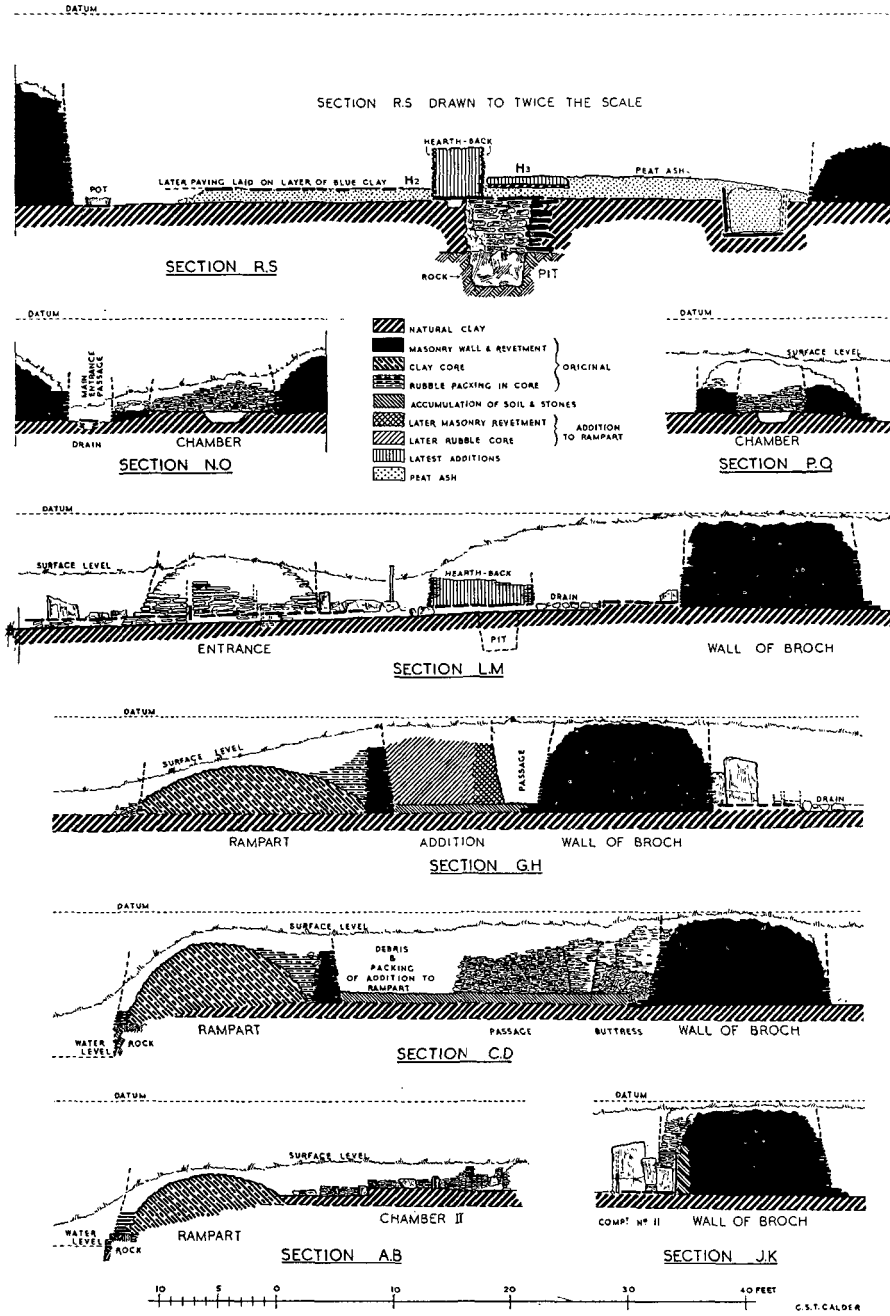 DATUM
SECTION R.S DRAWN TO TWICE THE SCALE
HEARTH-BACK
POT
LATER PAVING LAID ON LAYER OF BLUE CLAY
H2
H3
PEAT ASH
SECTION R.S
ROCK
PIT
DATUM
MAIN
ENTRANCE
PASSAGE
DRAIN
CHAMBER
SECTION N.O
NATURAL CLAY
MASONRY WALL & REVETMENT
CLAY CORE
RUBBLE PACKING IN CORE
ORIGINAL
ACCUMULATION OF SOIL & STONES
LATER MASONRY REVETMENT
LATER RUBBLE CORE
ADDITION
TO RAMPART
LATEST ADDITIONS
PEAT ASH
DATUM
SURFACE LEVEL
CHAMBER
SECTION P.Q
DATUM
SURFACE LEVEL
HEARTH-BACK
DRAIN
ENTRANCE
PIT
WALL OF BROCH
SECTION L.M
DATUM
SURFACE LEVEL
PASSAGE
DRAIN
RAMPART
ADDITION
WALL OF BROCH
SECTION G.H
DATUM
SURFACE LEVEL
DEBRIS
&
PACKING
OF ADDITION TO
RAMPART
WATER
LEVEL
ROCK
RAMPART
PASSAGE
BUTTRESS
WALL OF BROCH
SECTION C.D
DATUM
SURFACE LEVEL
WATER
LEVEL
ROCK
RAMPART
CHAMBER II
SECTION A.B
DATUM
COMPT Nº 11
WALL OF BROCH
SECTION J.K
10 5 0 10 20 30 40 FEET
C.S.T. CALDER